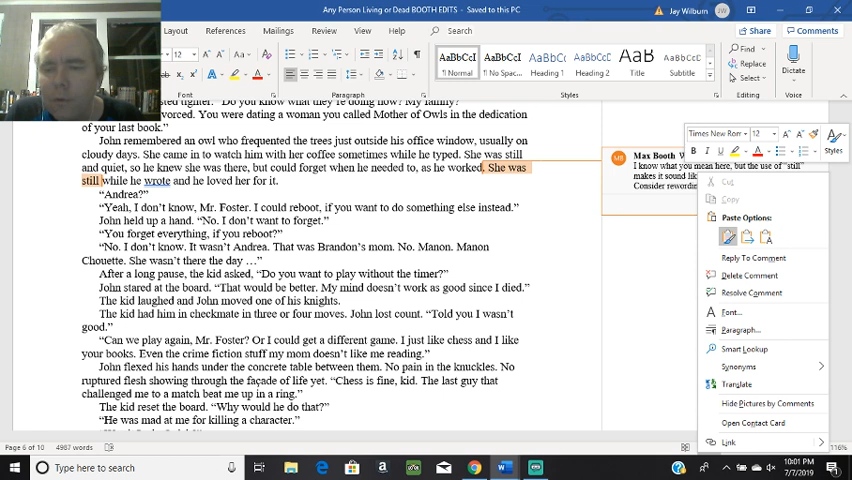 Any Person Living or Dead BOOTH EDITS - Saved to this PC
Jay Wilburn
JW
Layout
References
Mailings
Review
View
Help
Search
Share
Comments
12
AaBbCcI
¶ Normal
AaBbCcI
¶ No Spac...
AaBbC
Heading 1
AaBbCc
Heading 2
AaB
Title
AaBbCcI
Subtitle
Find
Replace
Select
Dictate
Paragraph
Styles
Editing
Voice
tighter. “Do you know what they're doing now? My family?”
vorced. You were dating a woman you called Mother of Owls in the dedication
of your last book.”
John remembered an owl who frequented the trees just outside his office window, usually on
cloudy days. She came in to watch him with her coffee sometimes while he typed. She was still
and quiet, so he knew she was there, but could forget when he needed to, as he worked. She was
still while he wrote and he loved her for it.
“Andrea?”
“Yeah, I don't know, Mr. Foster. I could reboot, if you want to do something else instead.”
John held up a hand. “No. I don't want to forget.”
“You forget everything, if you reboot?”
“No. I don't know. It wasn't Andrea. That was Brandon's mom. No. Manon. Manon
Chouette. She wasn't there the day …”
After a long pause, the kid asked, “Do you want to play without the timer?”
John stared at the board. “That would be better. My mind doesn't work as good since I died.”
The kid laughed and John moved one of his knights.
The kid had him in checkmate in three or four moves. John lost count. “Told you I wasn't
good.”
“Can we play again, Mr. Foster? Or I could get a different game. I just like chess and I like
your books. Even the crime fiction stuff my mom doesn't like me reading.”
John flexed his hands under the concrete table between them. No pain in the knuckles. No
ruptured flesh showing through the façade of life yet. “Chess is fine, kid. The last guy that
challenged me to a match beat me up in a ring.”
The kid reset the board. “Why would he do that?”
“He was mad at me for killing a character.”
MB
Max Booth
I know what you mean here, but the use of “still”
makes it sound lik
Consider rewordin
Times New Rom
12
B I U
Styles
Cut
Copy
Paste Options:
Reply To Comment
Delete Comment
Resolve Comment
Font...
Paragraph...
Smart Lookup
Synonyms
Translate
Hide Pictures by Comments
Open Contact Card
Link
Page 6 of 10
4987 words
116%
Type here to search
10:01 PM
7/7/2019